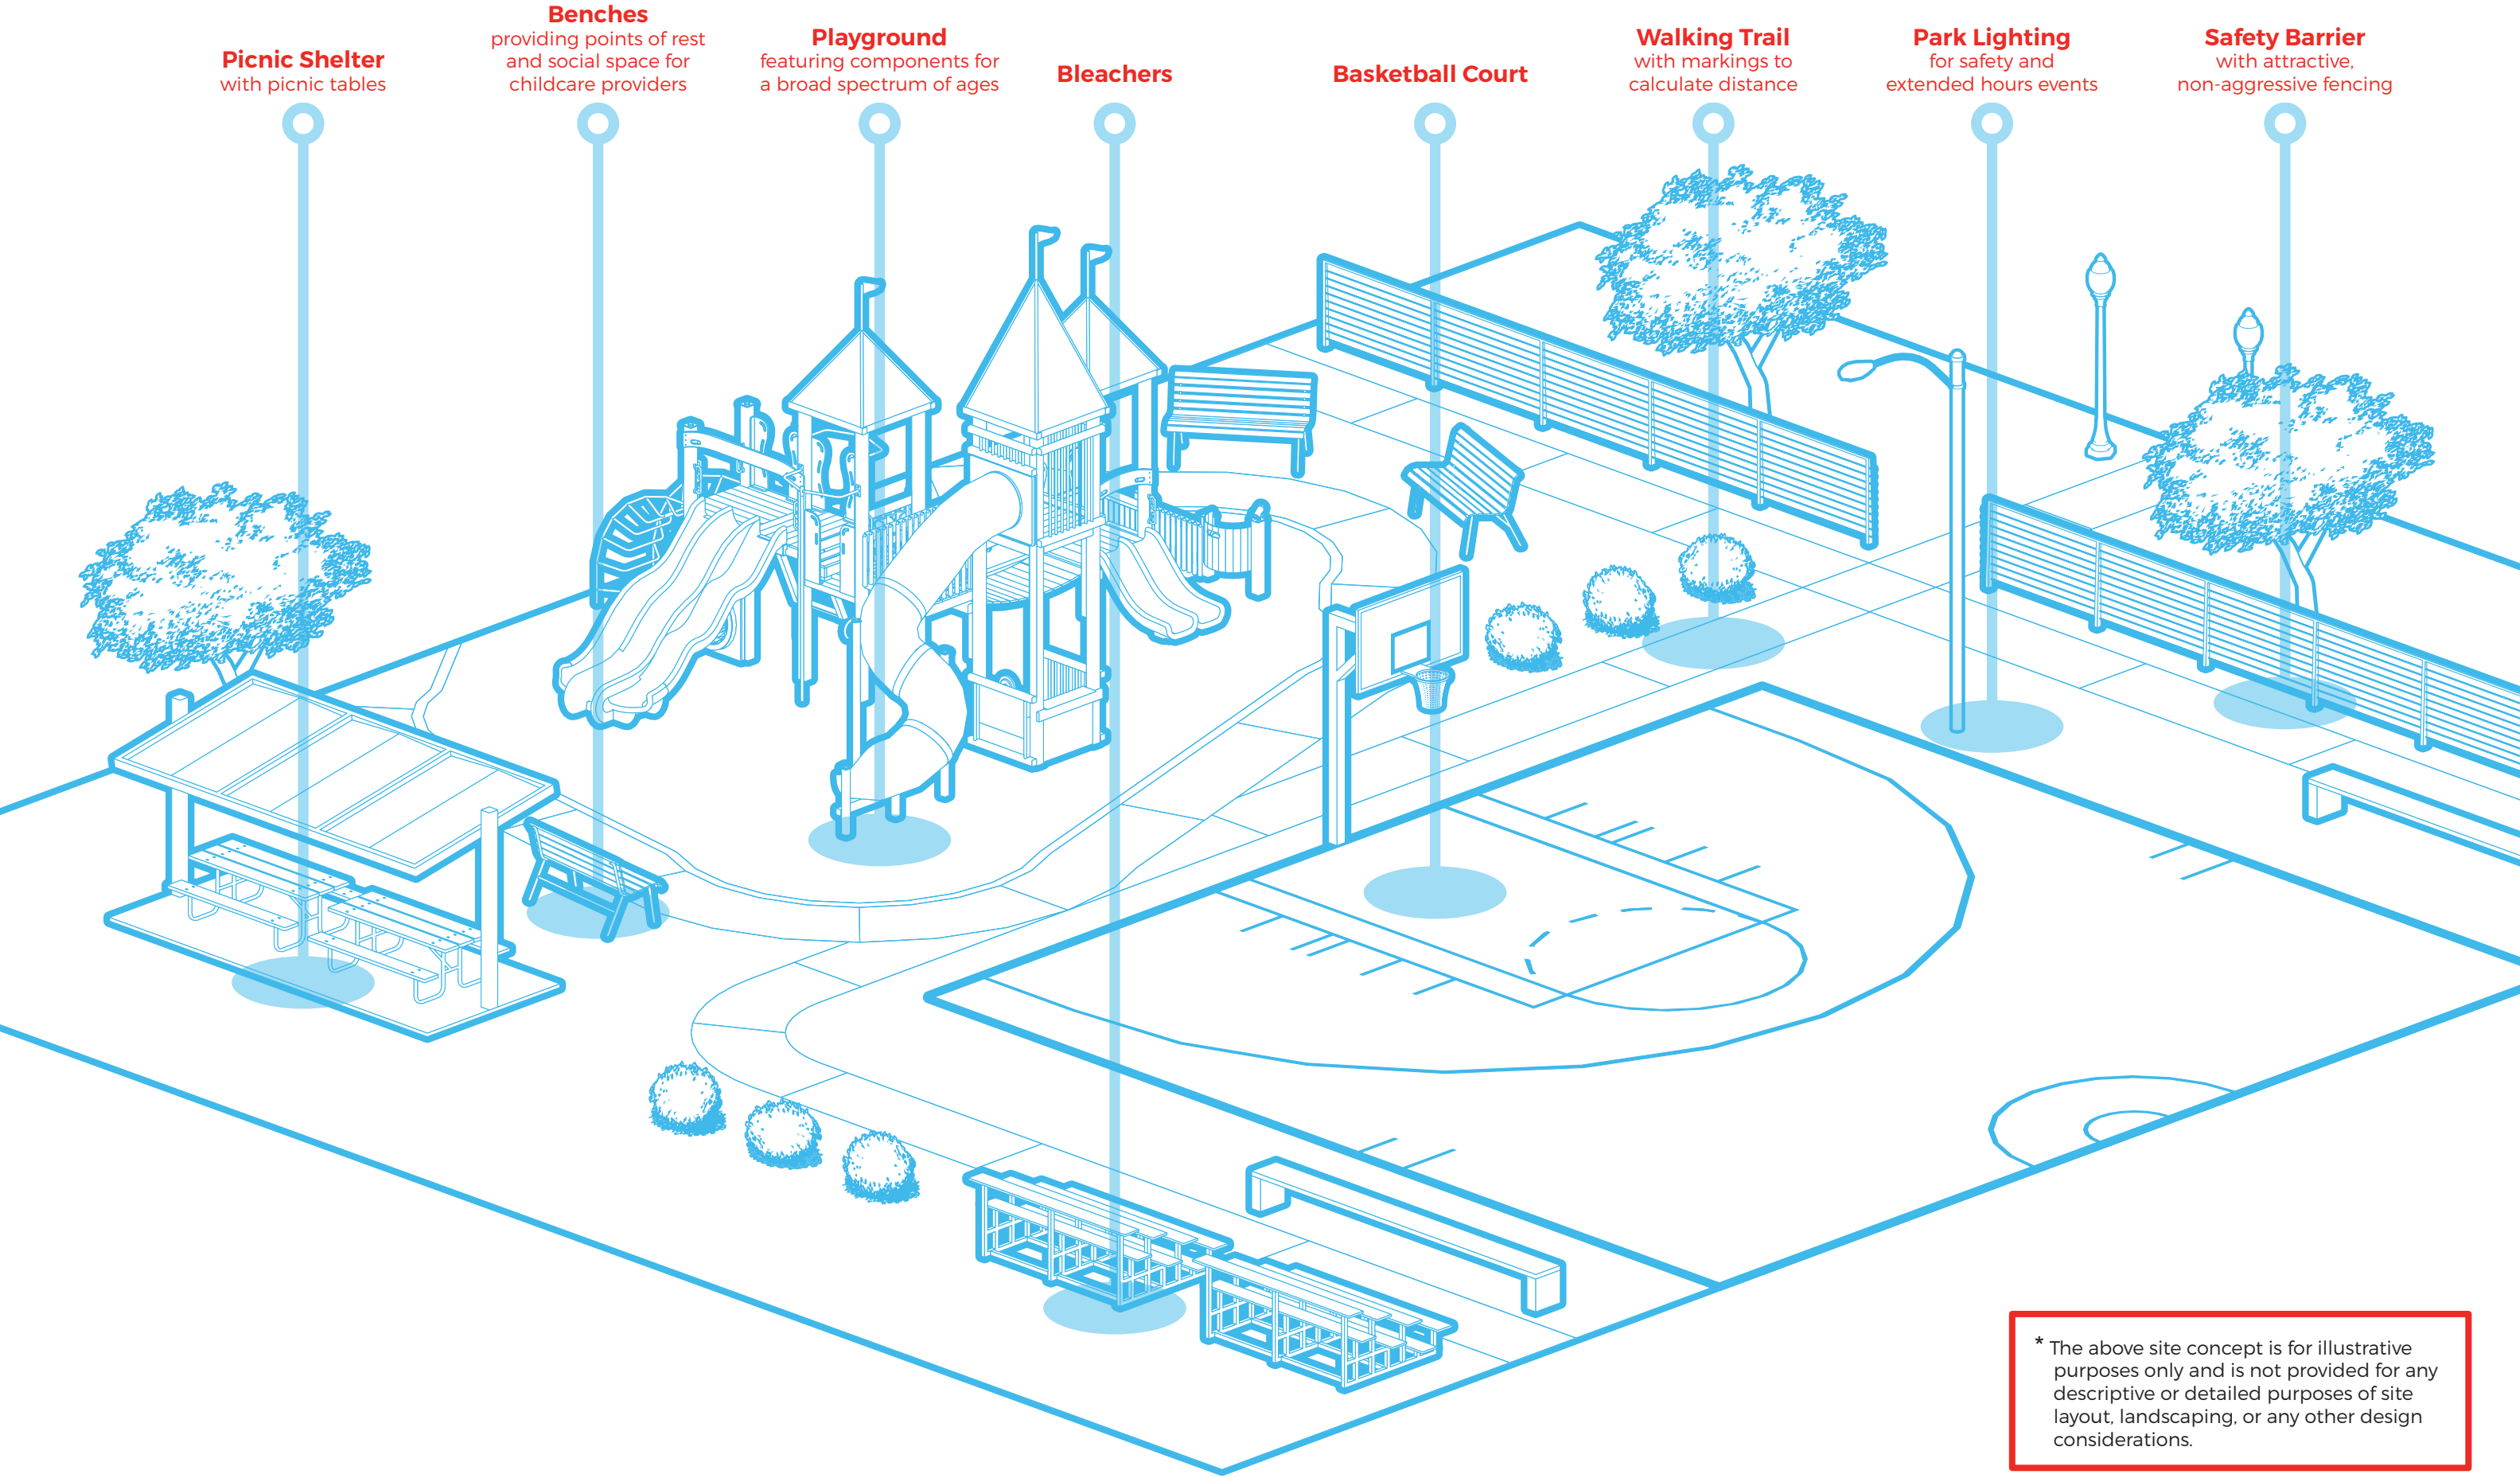 Picnic Shelter
with picnic tables
Benches
providing points of rest
and social space for
childcare providers
Playground
featuring components for
a broad spectrum of ages
Bleachers
Basketball Court
Walking Trail
with markings to
calculate distance
Park Lighting
for safety and
extended hours events
Safety Barrier
with attractive,
non-aggressive fencing
* The above site concept is for illustrative
purposes only and is not provided for any
descriptive or detailed purposes of site
layout, landscaping, or any other design
considerations.